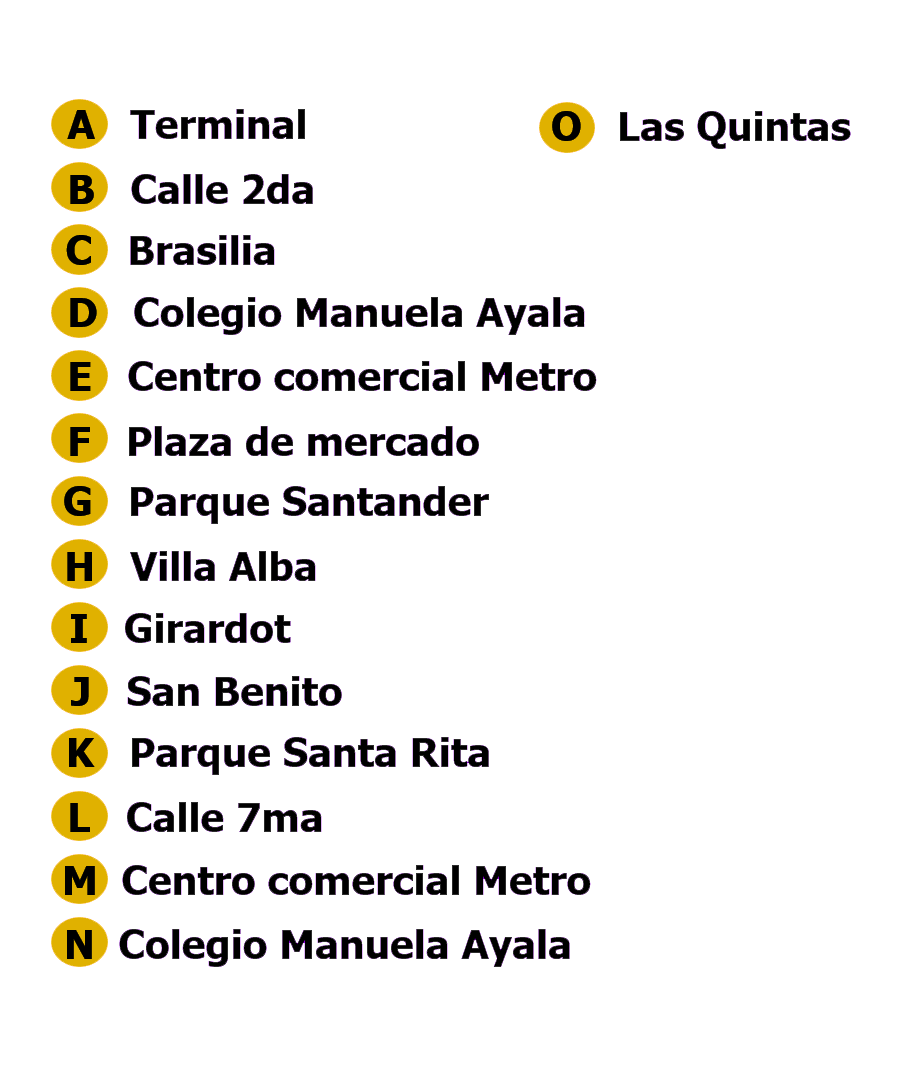 A Terminal
B Calle 2da
C Brasilia
D Colegio Manuela Ayala
E Centro comercial Metro
F Plaza de mercado
G Parque Santander
H Villa Alba
I Girardot
J San Benito
K Parque Santa Rita
L Calle 7ma
M Centro comercial Metro
N Colegio Manuela Ayala
O Las Quintas